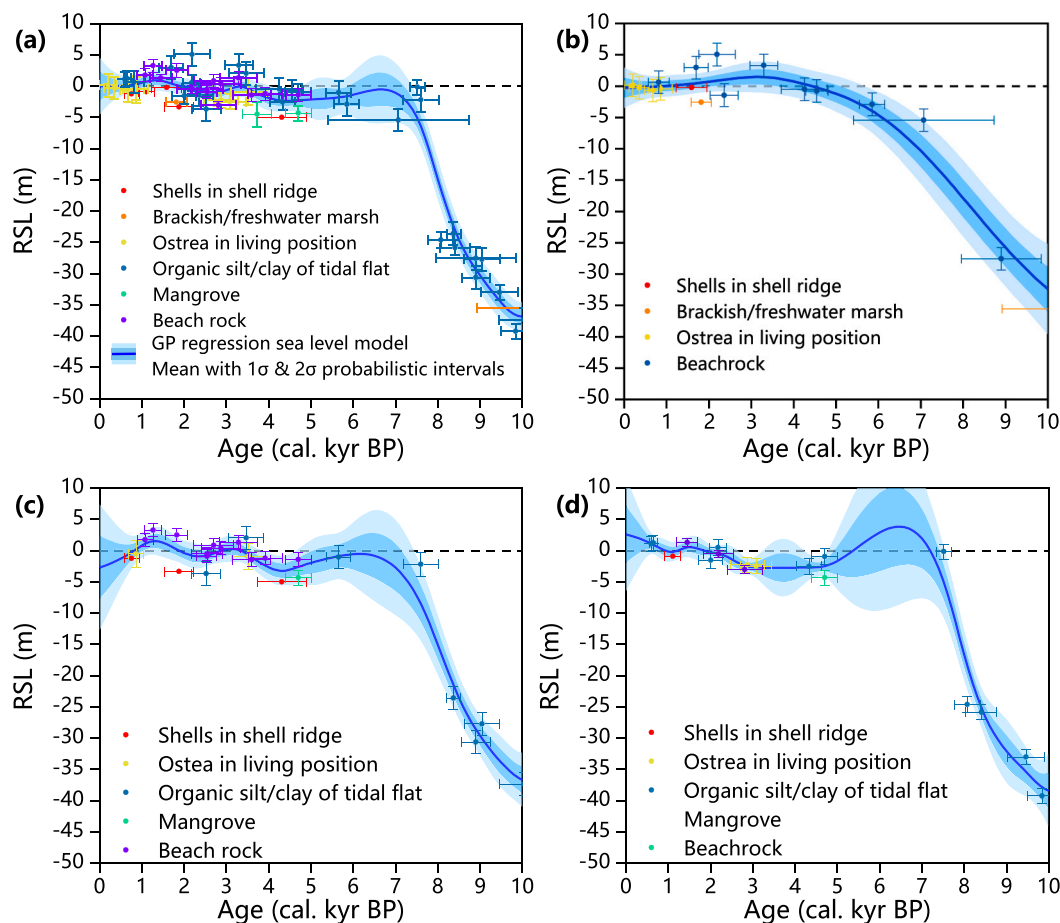 (a)
10
5
0
-5
-10
-15
-20
-25
-30
-35
-40
-45
-50
RSL (m)
Shells in shell ridge
Brackish/freshwater marsh
Ostrea in living position
Organic silt/clay of tidal flat
Mangrove
Beach rock
GP regression sea level model
Mean with 1σ & 2σ probabilistic intervals
0 1 2 3 4 5 6 7 8 9 10
Age (cal. kyr BP)
(b)
10
5
0
-5
-10
-15
-20
-25
-30
-35
-40
-45
-50
RSL (m)
Shells in shell ridge
Brackish/freshwater marsh
Ostrea in living position
Beachrock
0 1 2 3 4 5 6 7 8 9 10
Age (cal. kyr BP)
(c)
10
5
0
-5
-10
-15
-20
-25
-30
-35
-40
-45
-50
RSL (m)
Shells in shell ridge
Ostea in living position
Organic silt/clay of tidal flat
Mangrove
Beach rock
0 1 2 3 4 5 6 7 8 9 10
Age (cal. kyr BP)
(d)
10
5
0
-5
-10
-15
-20
-25
-30
-35
-40
-45
-50
RSL (m)
Shells in shell ridge
Ostrea in living position
Organic silt/clay of tidal flat
Mangrove
Beachrock
0 1 2 3 4 5 6 7 8 9 10
Age (cal. kyr BP)